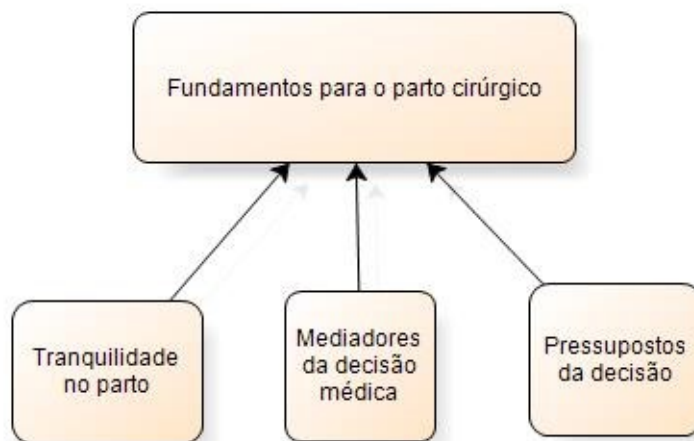 Fundamentos para o parto cirúrgico
Tranquilidade
no parto
Mediadores
da decisão
médica
Pressupostos
da decisão